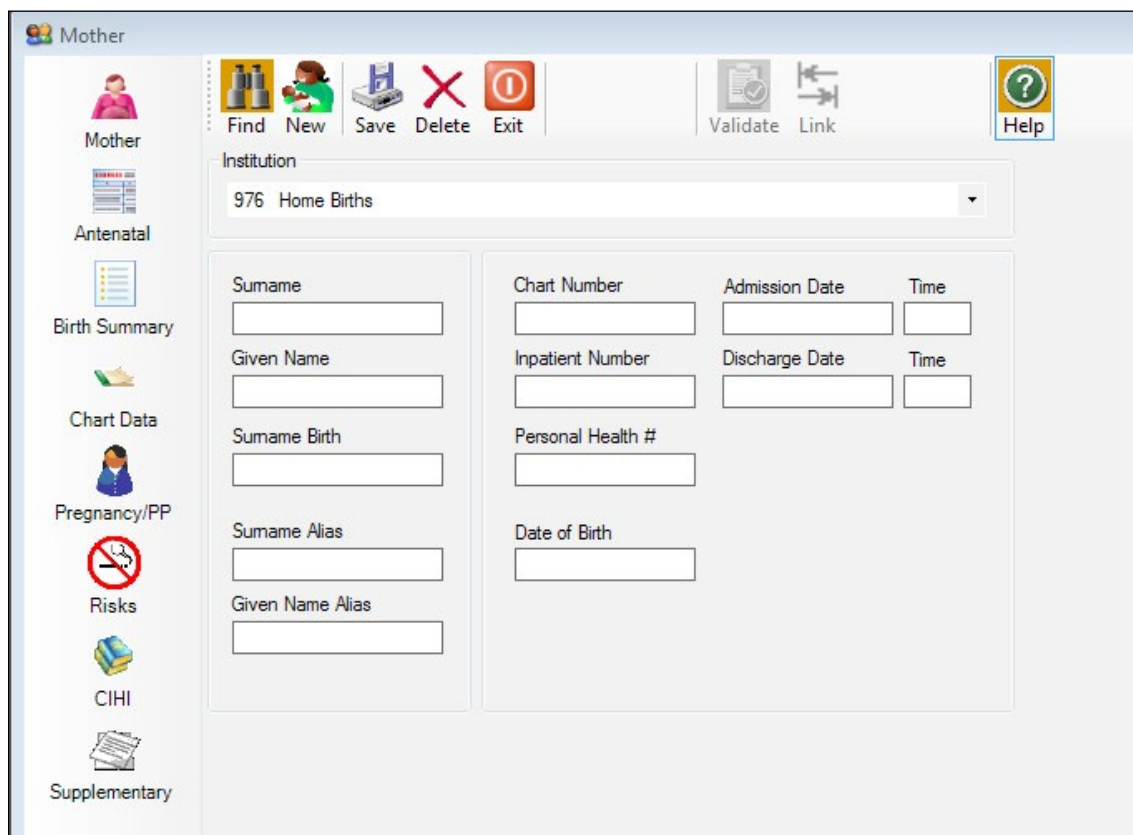 Mother
Find New Save Delete Exit Validate Link Help
Mother
Antenatal
Birth Summary
Chart Data
Pregnancy/PP
Risks
CIHI
Supplementary
Institution
976 Home Births
Surname
Given Name
Surname Birth
Surname Alias
Given Name Alias
Chart Number Admission Date Time
Inpatient Number Discharge Date Time
Personal Health #
Date of Birth